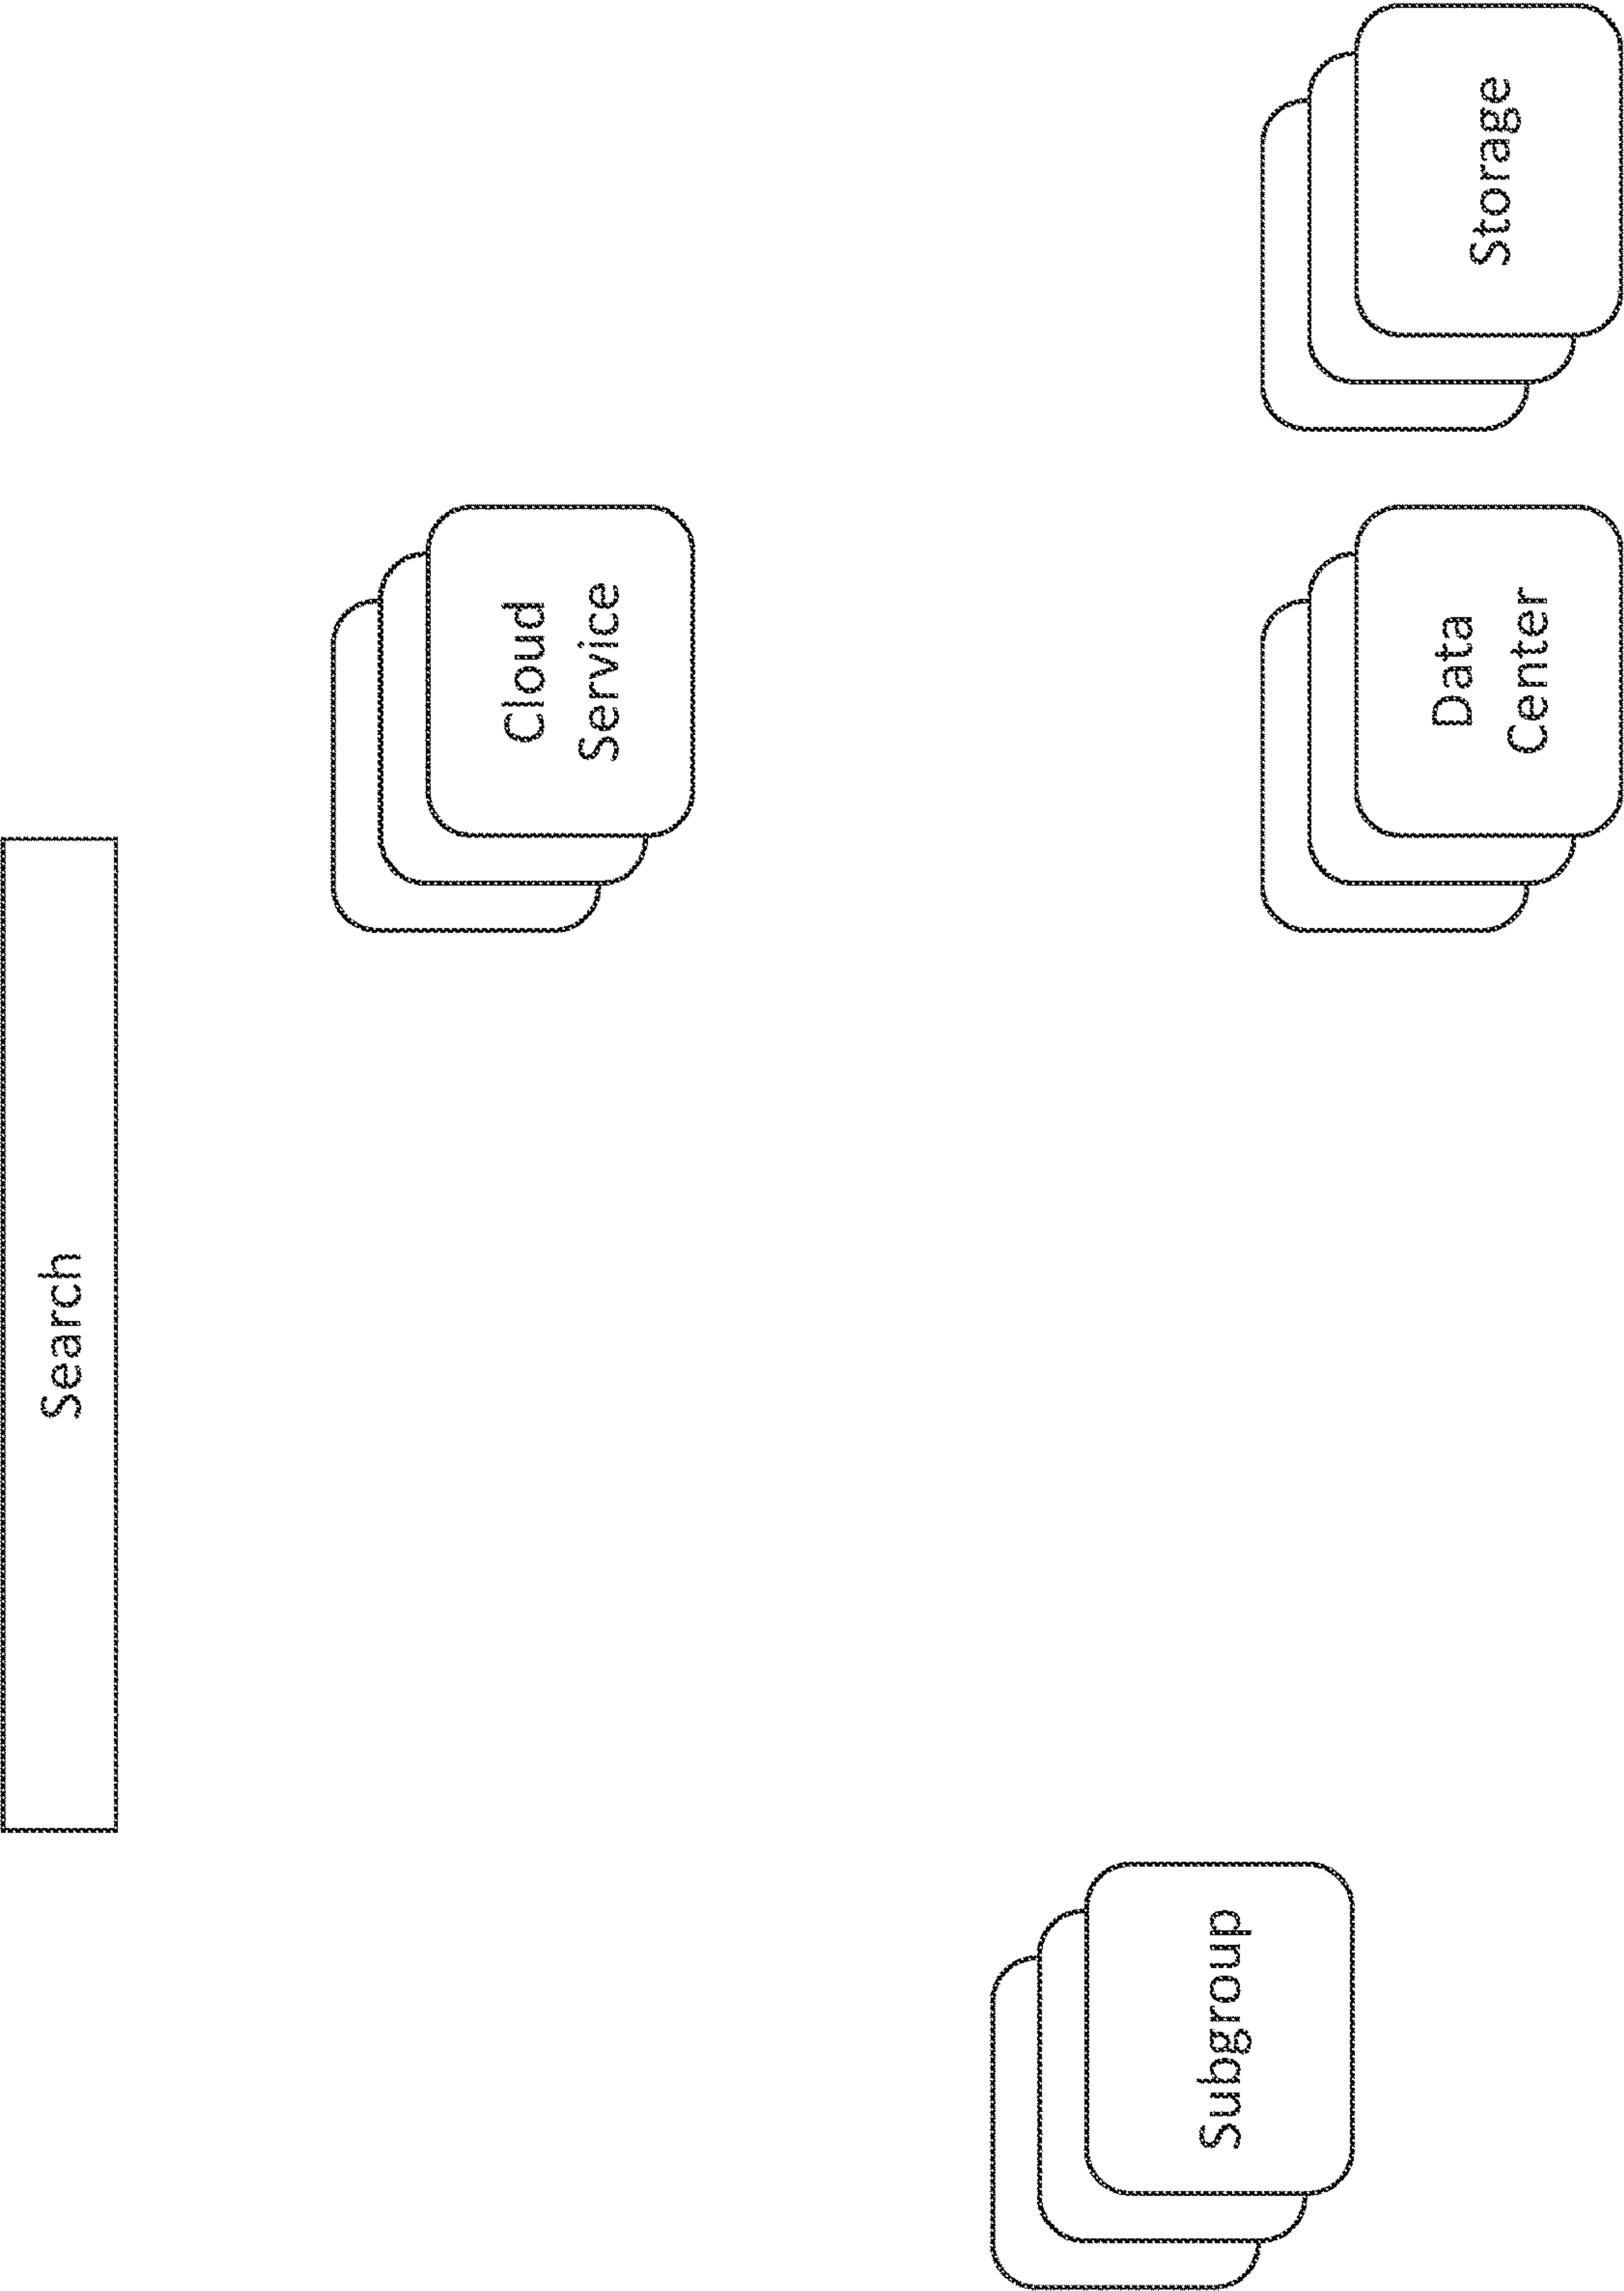 Search
Cloud
Service
Subgroup
Data
Center
Storage